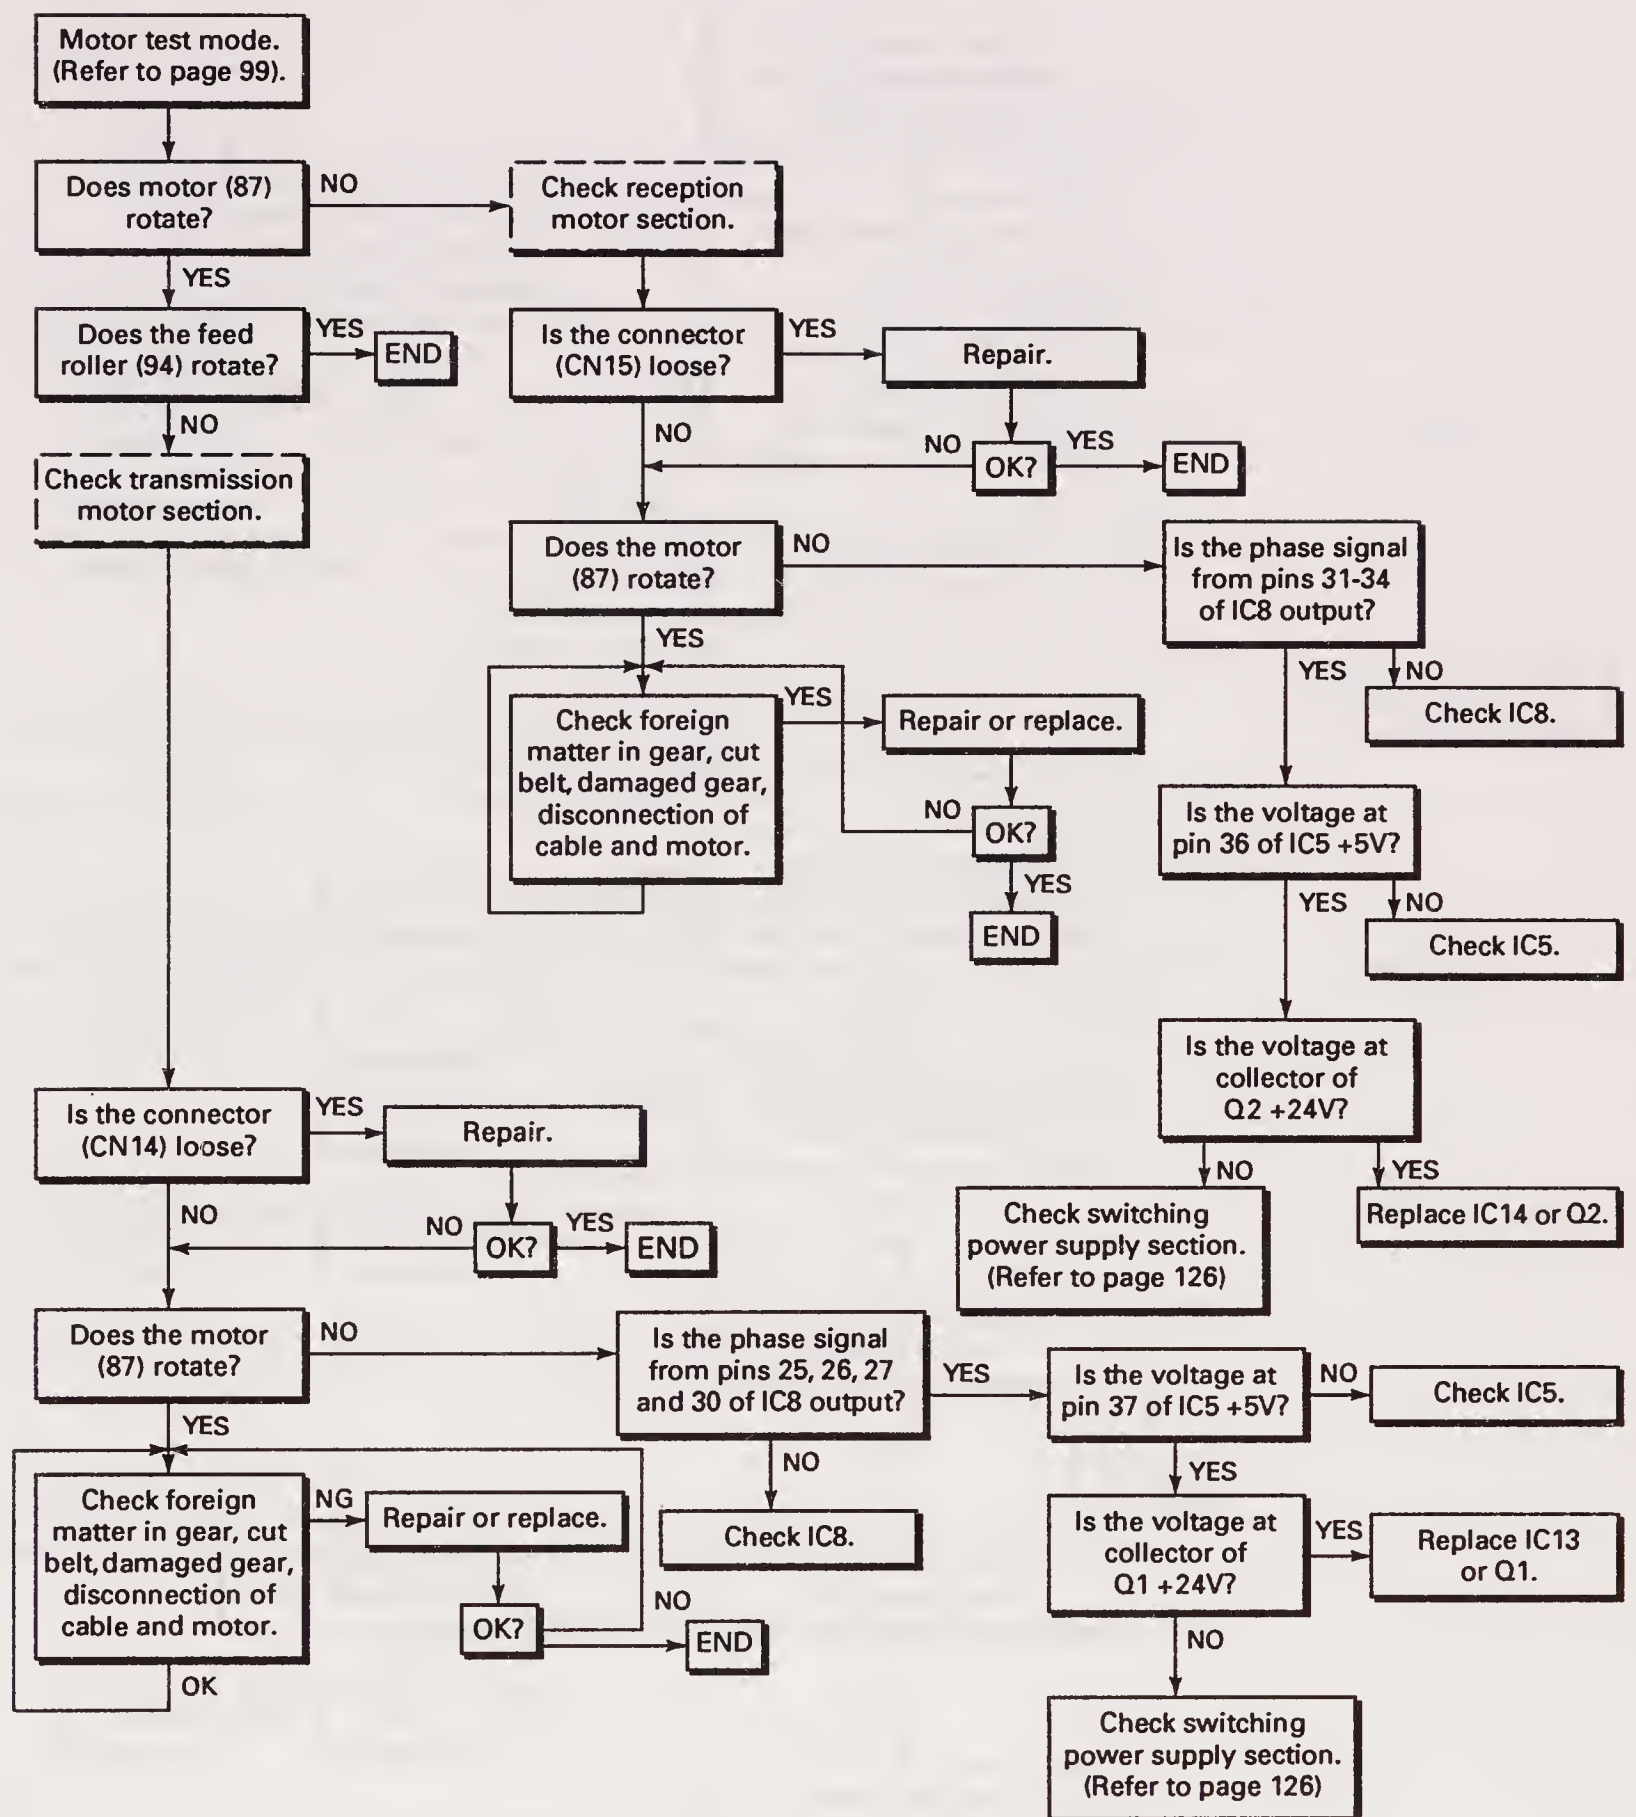 Motor test mode.
(Refer to page 99).
Does motor (87)
rotate?
NO
Check reception
motor section.
YES
Does the feed
roller (94) rotate?
YES
END
NO
Check transmission
motor section.
Is the connector
(CN15) loose?
YES
Repair.
NO
NO
OK?
YES
END
Does the motor
(87) rotate?
NO
Is the phase signal
from pins 31-34
of IC8 output?
YES
NO
Check IC8.
YES
Check foreign
matter in gear, cut
belt, damaged gear,
disconnection of
cable and motor.
YES
Repair or replace.
NO
OK?
YES
END
Is the voltage at
pin 36 of IC5 +5V?
YES
NO
Check IC5.
Is the voltage at
collector of
Q2 +24V?
NO
YES
Check switching
power supply section.
(Refer to page 126)
Replace IC14 or Q2.
Is the connector
(CN14) loose?
YES
Repair.
NO
NO
OK?
YES
END
Does the motor
(87) rotate?
NO
Is the phase signal
from pins 25, 26, 27
and 30 of IC8 output?
YES
Is the voltage at
pin 37 of IC5 +5V?
NO
Check IC5.
YES
NO
Check IC8.
YES
Check foreign
matter in gear, cut
belt, damaged gear,
disconnection of
cable and motor.
NG
Repair or replace.
OK?
NO
END
OK
Is the voltage at
collector of
Q1 +24V?
YES
Replace IC13
or Q1.
NO
Check switching
power supply section.
(Refer to page 126)